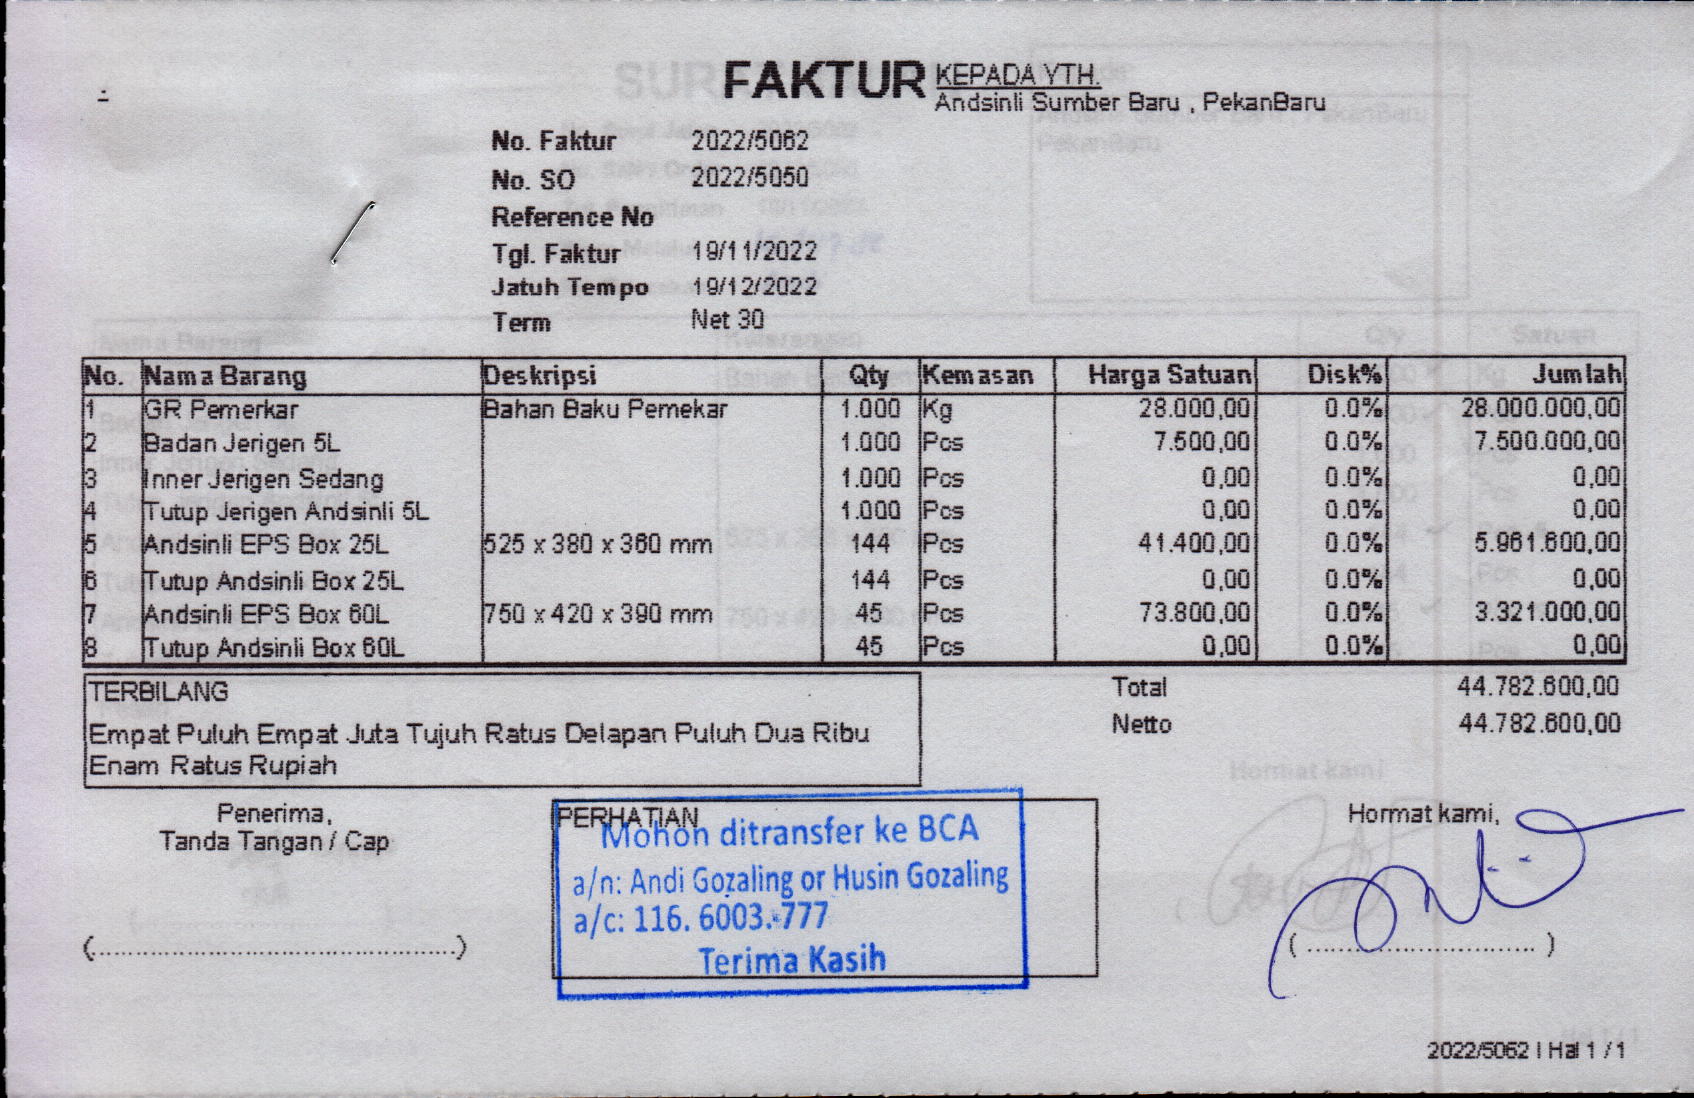 FAKTUR
KEPADA YTH.
Andsinli Sumber Baru , PekanBaru
No. Faktur 2022/5062
No. SO 2022/5050
Reference No
Tgl. Faktur 19/11/2022
Jatuh Tempo 19/12/2022
Term Net 30
No. Nama Barang Deskripsi Qty Kemasan Harga Satuan Disk% Jumlah
1 GR Pemerkar Bahan Baku Pemekar 1.000 Kg 28.000,00 0.0% 28.000.000,00
2 Badan Jerigen 5L 1.000 Pcs 7.500,00 0.0% 7.500.000,00
3 Inner Jerigen Sedang 1.000 Pcs 0,00 0.0% 0,00
4 Tutup Jerigen Andsinli 5L 1.000 Pcs 0,00 0.0% 0,00
5 Andsinli EPS Box 25L 525 x 380 x 360 mm 144 Pcs 41.400,00 0.0% 5.961.600,00
6 Tutup Andsinli Box 25L 144 Pcs 0,00 0.0% 0,00
7 Andsinli EPS Box 60L 750 x 420 x 390 mm 45 Pcs 73.800,00 0.0% 3.321.000,00
8 Tutup Andsinli Box 60L 45 Pcs 0,00 0.0% 0,00
TERBILANG
Empat Puluh Empat Juta Tujuh Ratus Delapan Puluh Dua Ribu
Enam Ratus Rupiah
Total 44.782.600,00
Netto 44.782.600,00
Penerima,
Tanda Tangan / Cap
(................................................)
PERHATIAN
Mohon ditransfer ke BCA
a/n: Andi Gozaling or Husin Gozaling
a/c: 116. 6003. 777
Terima Kasih
Hormat kami,
( .............................. )
2022/5062 | Hal 1 / 1